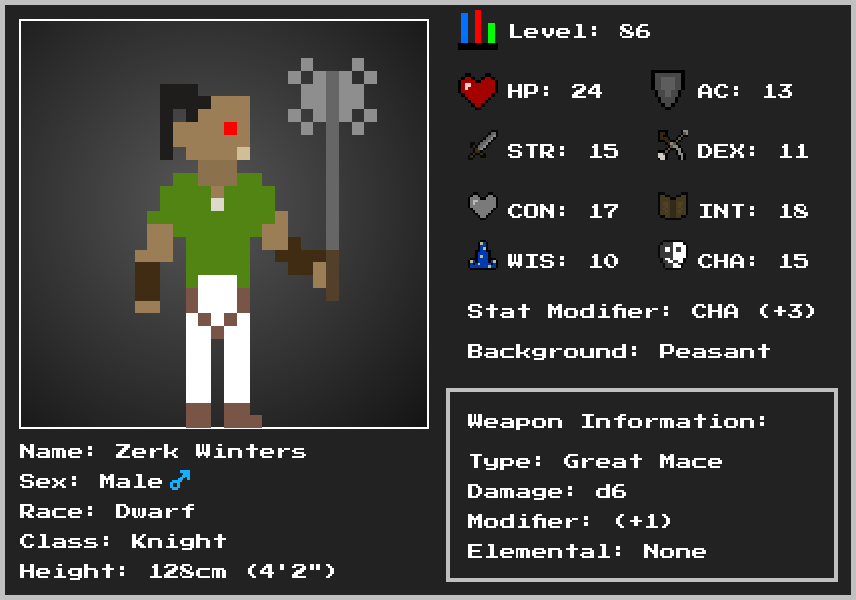 Level: 86
HP: 24
AC: 13
STR: 15
DEX: 11
CON: 17
INT: 18
WIS: 10
CHA: 15
Stat Modifier: CHA (+3)
Background: Peasant
Name: Zerk Winters
Sex: Male♂
Race: Dwarf
Class: Knight
Height: 128cm (4'2")
Weapon Information:
Type: Great Mace
Damage: d6
Modifier: (+1)
Elemental: None